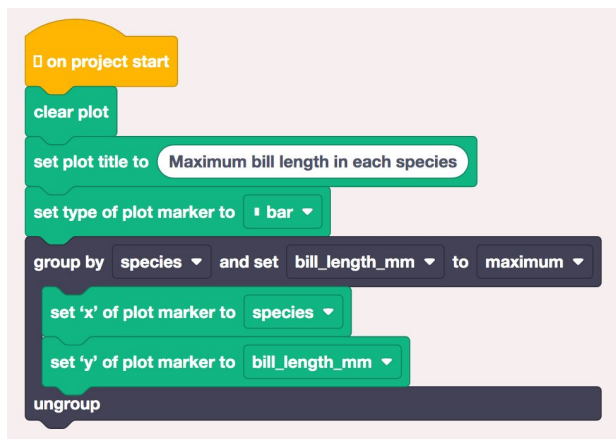 on project start
clear plot
set plot title to Maximum bill length in each species
set type of plot marker to bar
group by species and set bill_length_mm to maximum
set ‘x’ of plot marker to species
set ‘y’ of plot marker to bill_length_mm
ungroup